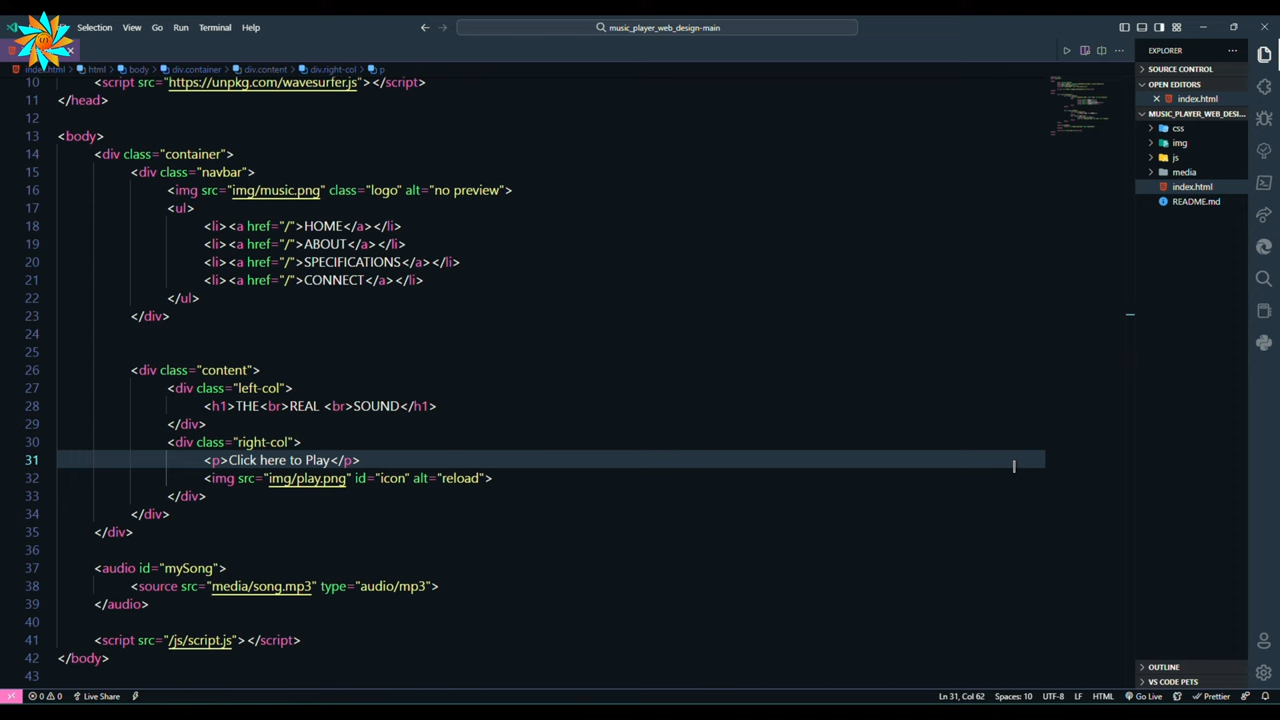 Selection View Go Run Terminal Help
music_player_web_design-main
index.html > html > body > div.container > div.content > div.right-col > p
10 <script src="https://unpkg.com/wavesurfer.js"></script>
11 </head>
12
13 <body>
14 <div class="container">
15 <div class="navbar">
16 <img src="img/music.png" class="logo" alt="no preview">
17 <ul>
18 <li><a href="/">HOME</a></li>
19 <li><a href="/">ABOUT</a></li>
20 <li><a href="/">SPECIFICATIONS</a></li>
21 <li><a href="/">CONNECT</a></li>
22 </ul>
23 </div>
24
25
26 <div class="content">
27 <div class="left-col">
28 <h1>THE<br>REAL <br>SOUND</h1>
29 </div>
30 <div class="right-col">
31 <p>Click here to Play</p>
32 <img src="img/play.png" id="icon" alt="reload">
33 </div>
34 </div>
35 </div>
36
37 <audio id="mySong">
38 <source src="media/song.mp3" type="audio/mp3">
39 </audio>
40
41 <script src="/js/script.js"></script>
42 </body>
43
EXPLORER
SOURCE CONTROL
OPEN EDITORS
index.html
MUSIC_PLAYER_WEB_DESI...
css
img
js
media
index.html
README.md
OUTLINE
VS CODE PETS
0 0 Live Share
Ln 31, Col 62 Spaces: 10 UTF-8 LF HTML Go Live Prettier